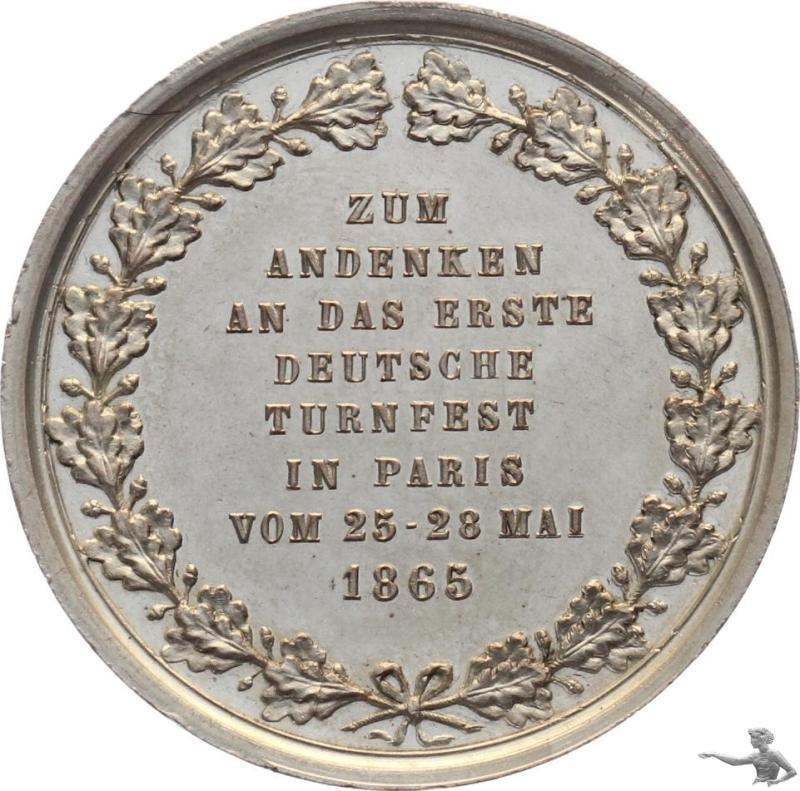 ZUM
ANDENKEN
AN DAS ERSTE
DEUTSCHE
TURNFEST
IN PARIS
VOM 25-28 MAI
1865